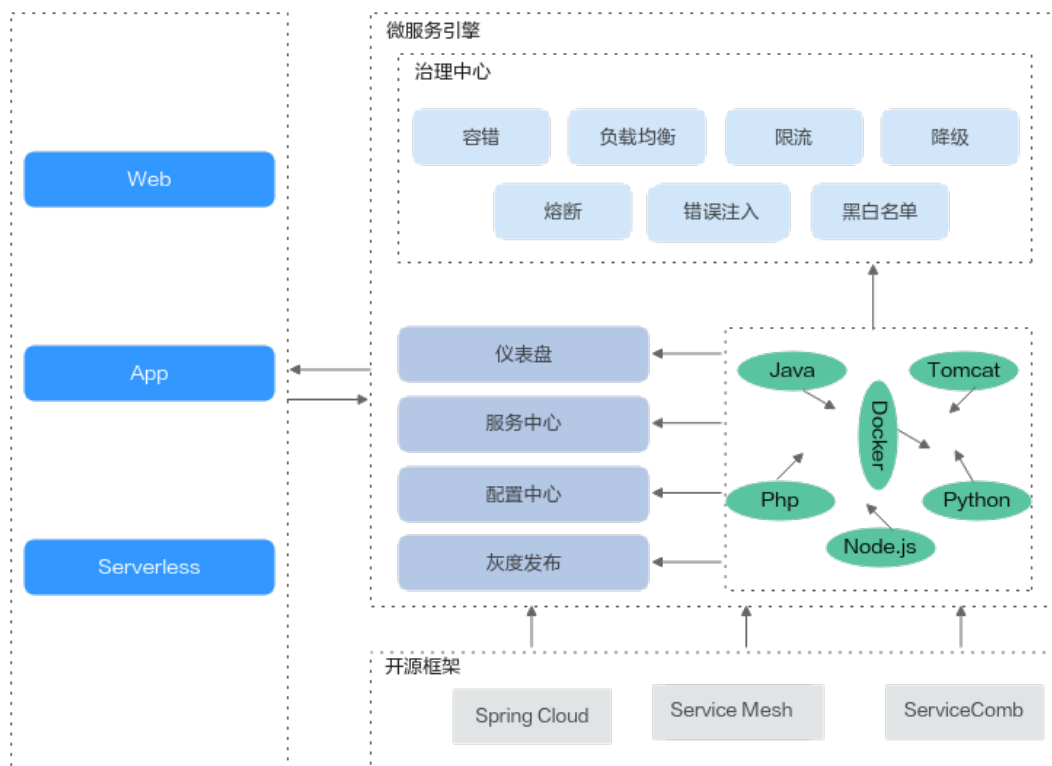 Web
App
Serverless
微服务引擎
治理中心
容错
负载均衡
限流
降级
熔断
错误注入
黑白名单
仪表盘
服务中心
配置中心
灰度发布
Java
Tomcat
Docker
Php
Python
Node.js
开源框架
Spring Cloud
Service Mesh
ServiceComb